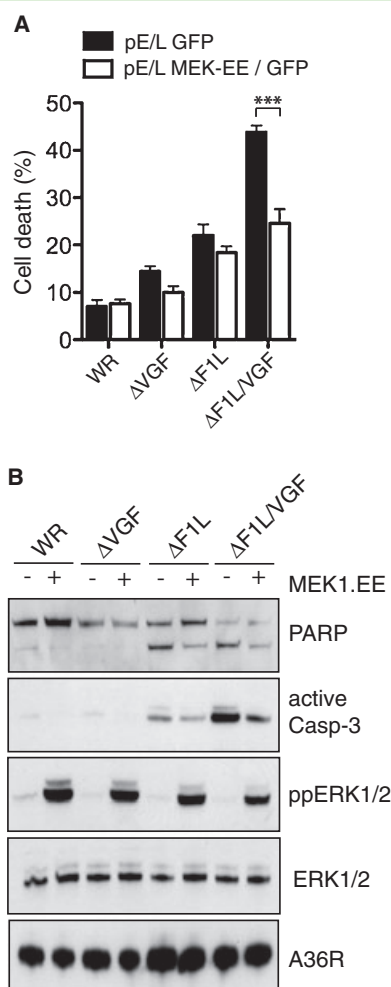 A
pE/L GFP
pE/L MEK-EE / GFP
Cell death (%)
50
40
30
20
10
0
***
WR
ΔVGF
ΔF1L
ΔF1L/VGF
B
WR
ΔVGF
ΔF1L
ΔF1L/VGF
- + - + - + - + MEK1.EE
PARP
active
Casp-3
ppERK1/2
ERK1/2
A36R